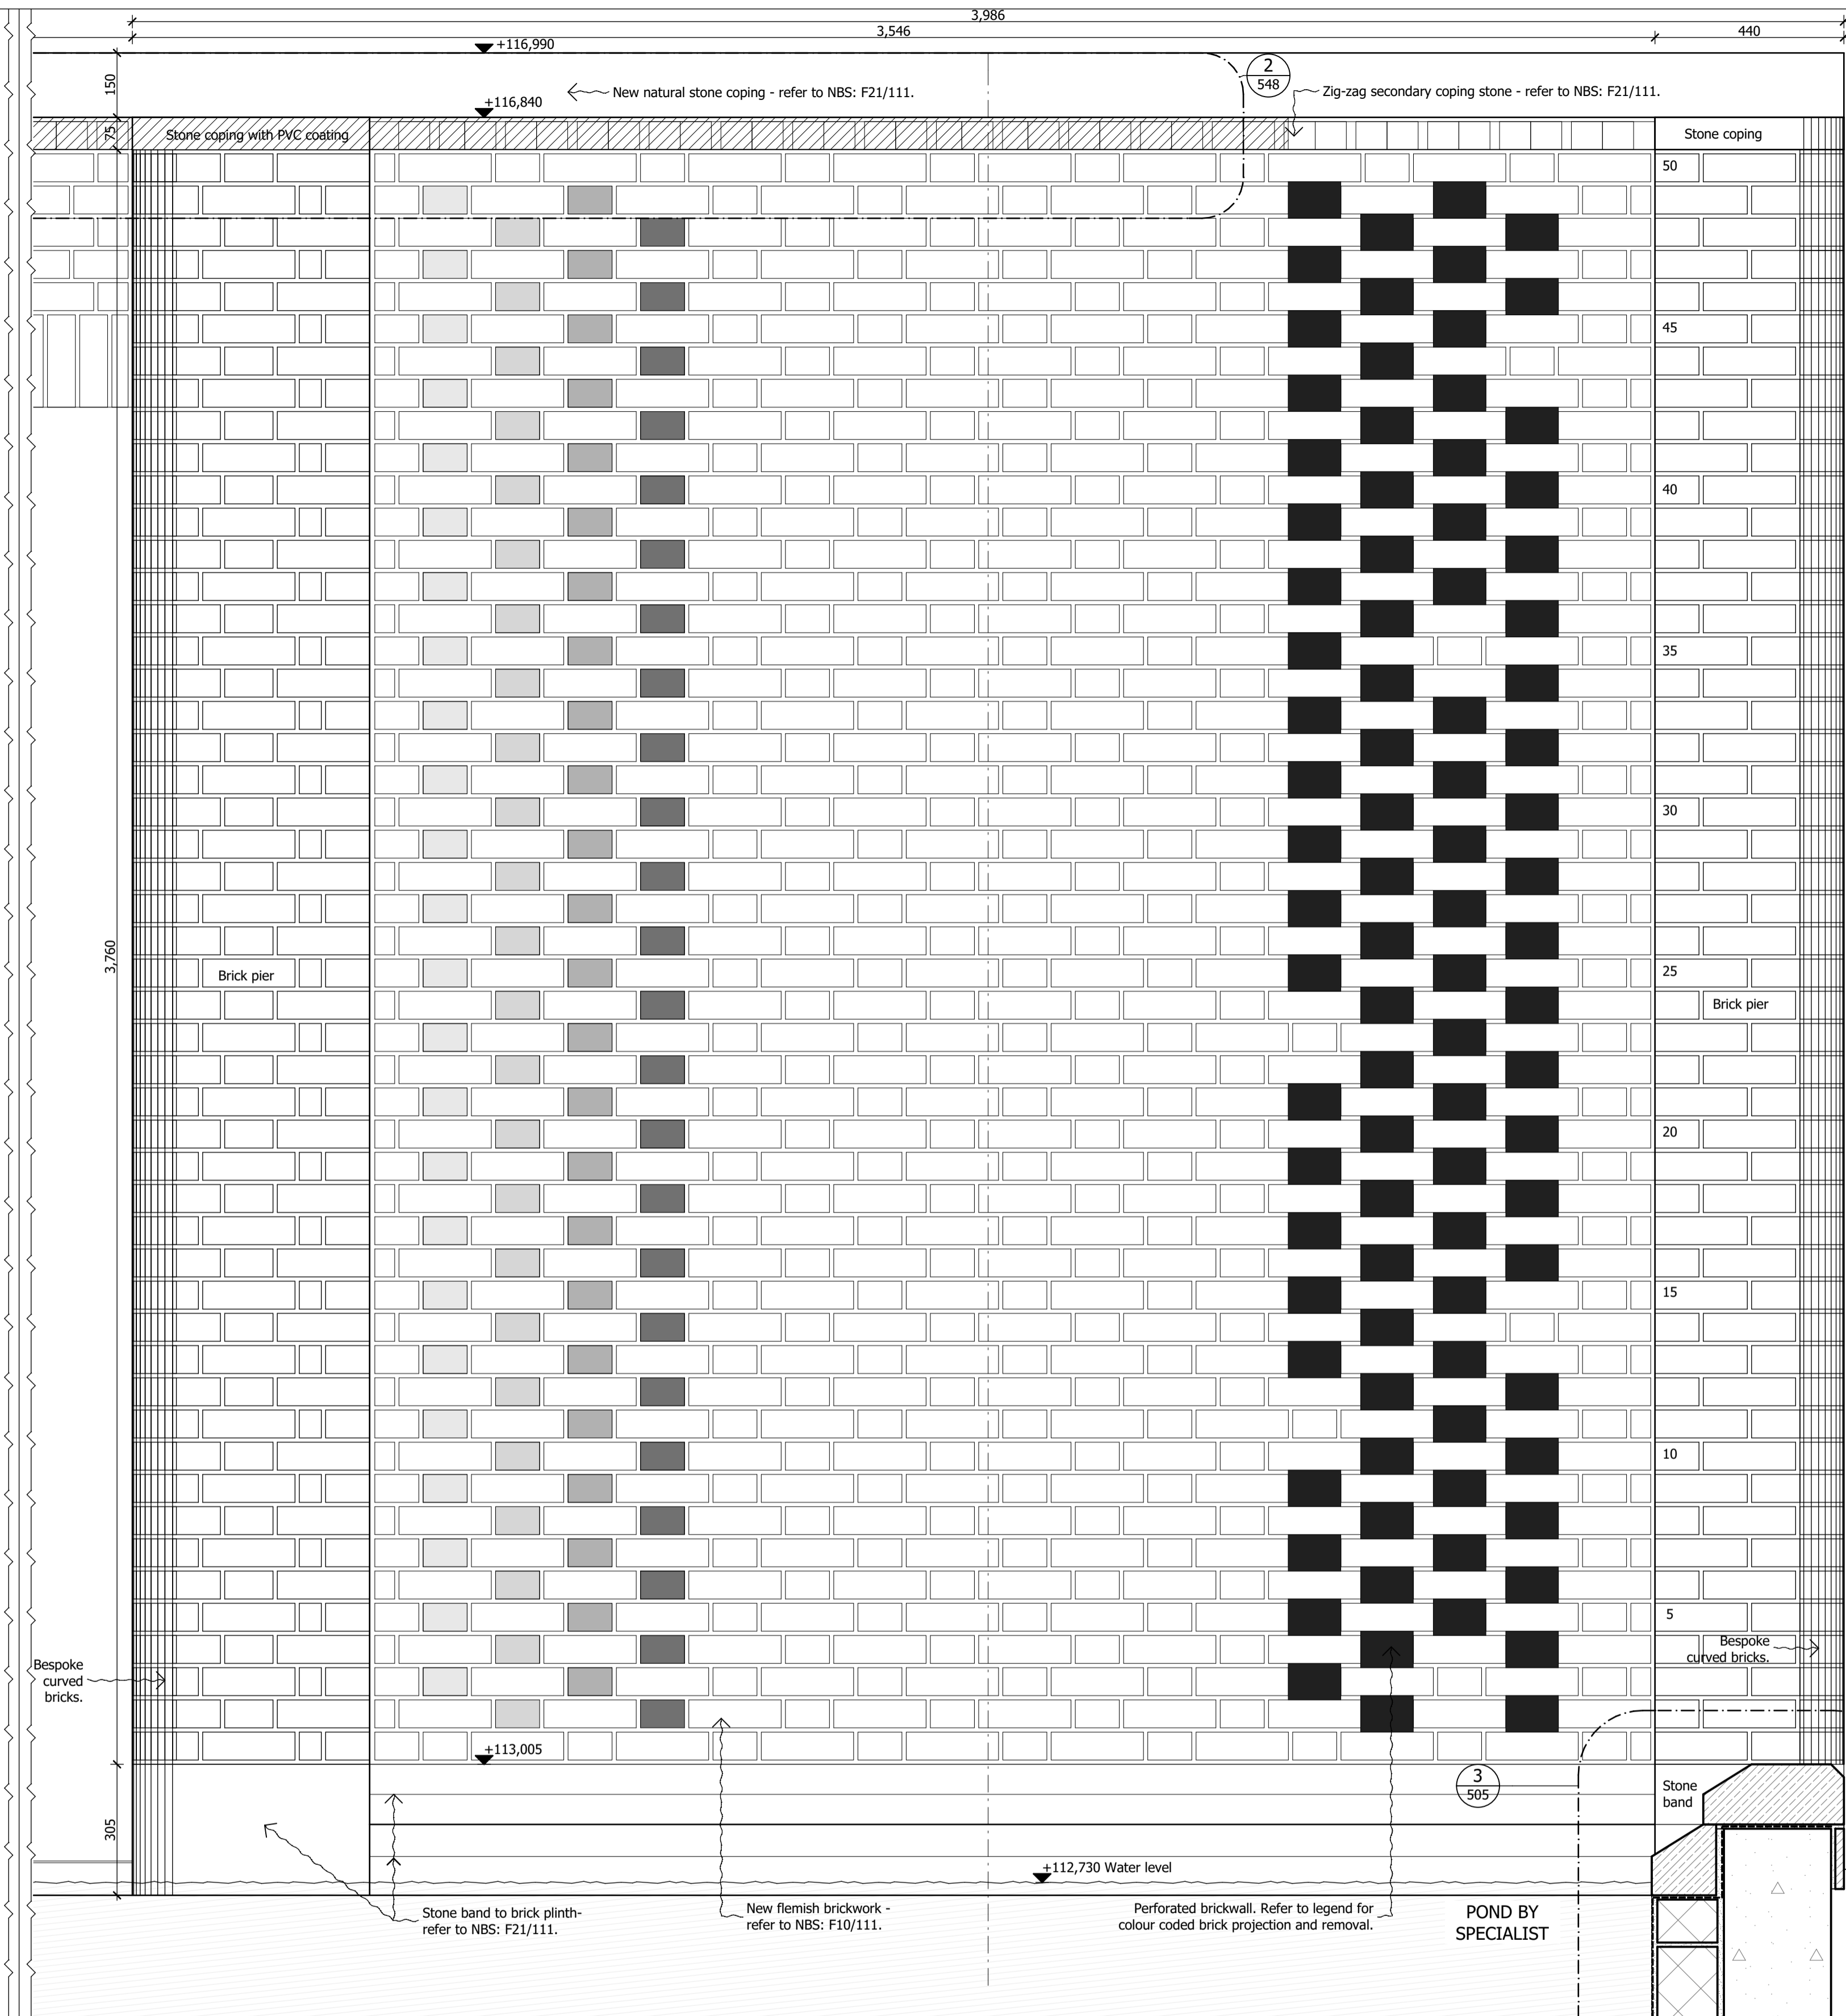 3,986
3,546
440
+116,990
150
2
548
New natural stone coping - refer to NBS: F21/111.
Zig-zag secondary coping stone - refer to NBS: F21/111.
+116,840
75
Stone coping with PVC coating
Stone coping
50
45
40
35
30
25
20
15
10
5
3,760
Brick pier
Brick pier
Bespoke
curved
bricks.
Bespoke
curved bricks.
+113,005
3
505
Stone
band
305
+112,730 Water level
Stone band to brick plinth-
refer to NBS: F21/111.
New flemish brickwork -
refer to NBS: F10/111.
Perforated brickwall. Refer to legend for
colour coded brick projection and removal.
POND BY
SPECIALIST